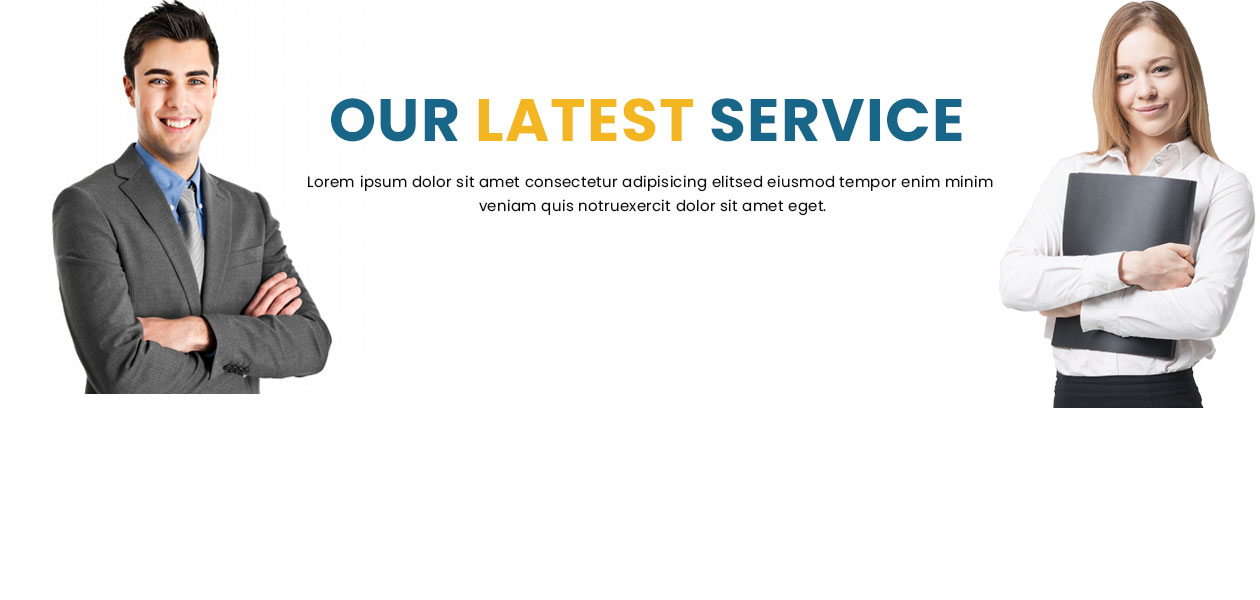 OUR LATEST SERVICE
Lorem ipsum dolor sit amet consectetur adipisicing elitsed eiusmod tempor enim minim
veniam quis notruexercit dolor sit amet eget.